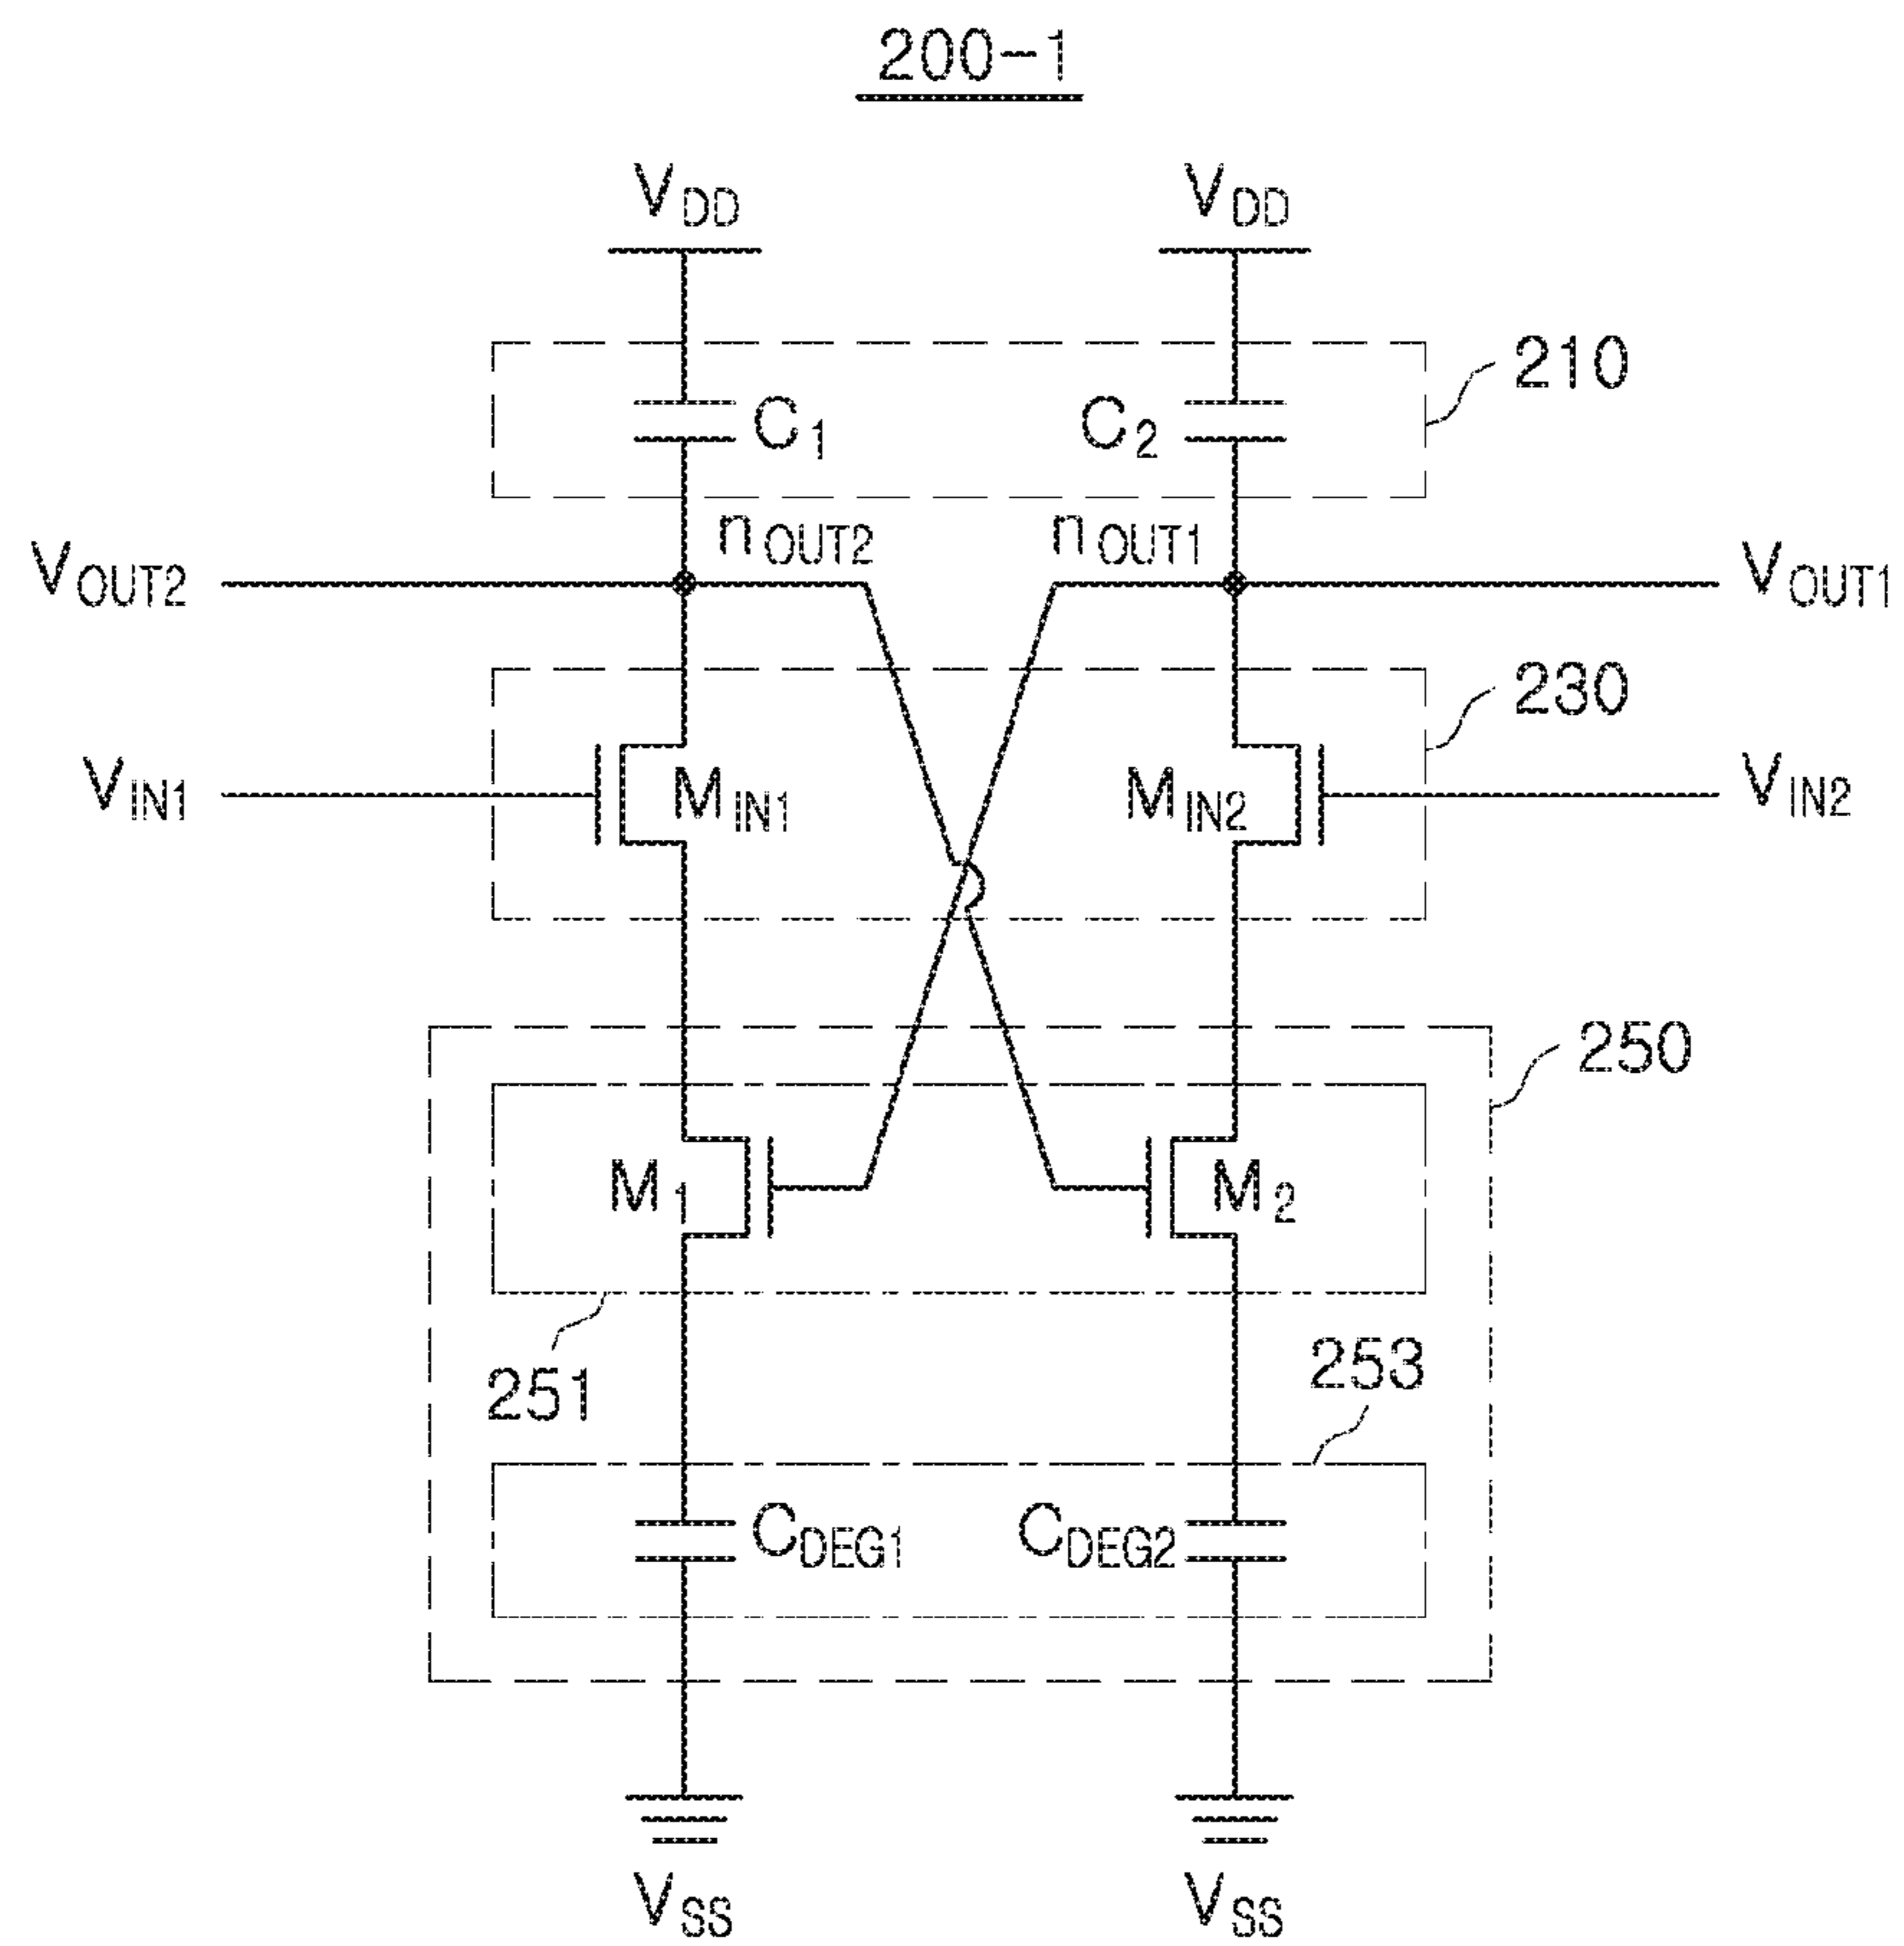 200-1
VDD VDD
210
C1 C2
nOUT2 nOUT1
VOUT2 VOUT1
230
VIN1 MIN1 MIN2 VIN2
250
M1 M2
251 253
CDEG1 CDEG2
VSS VSS